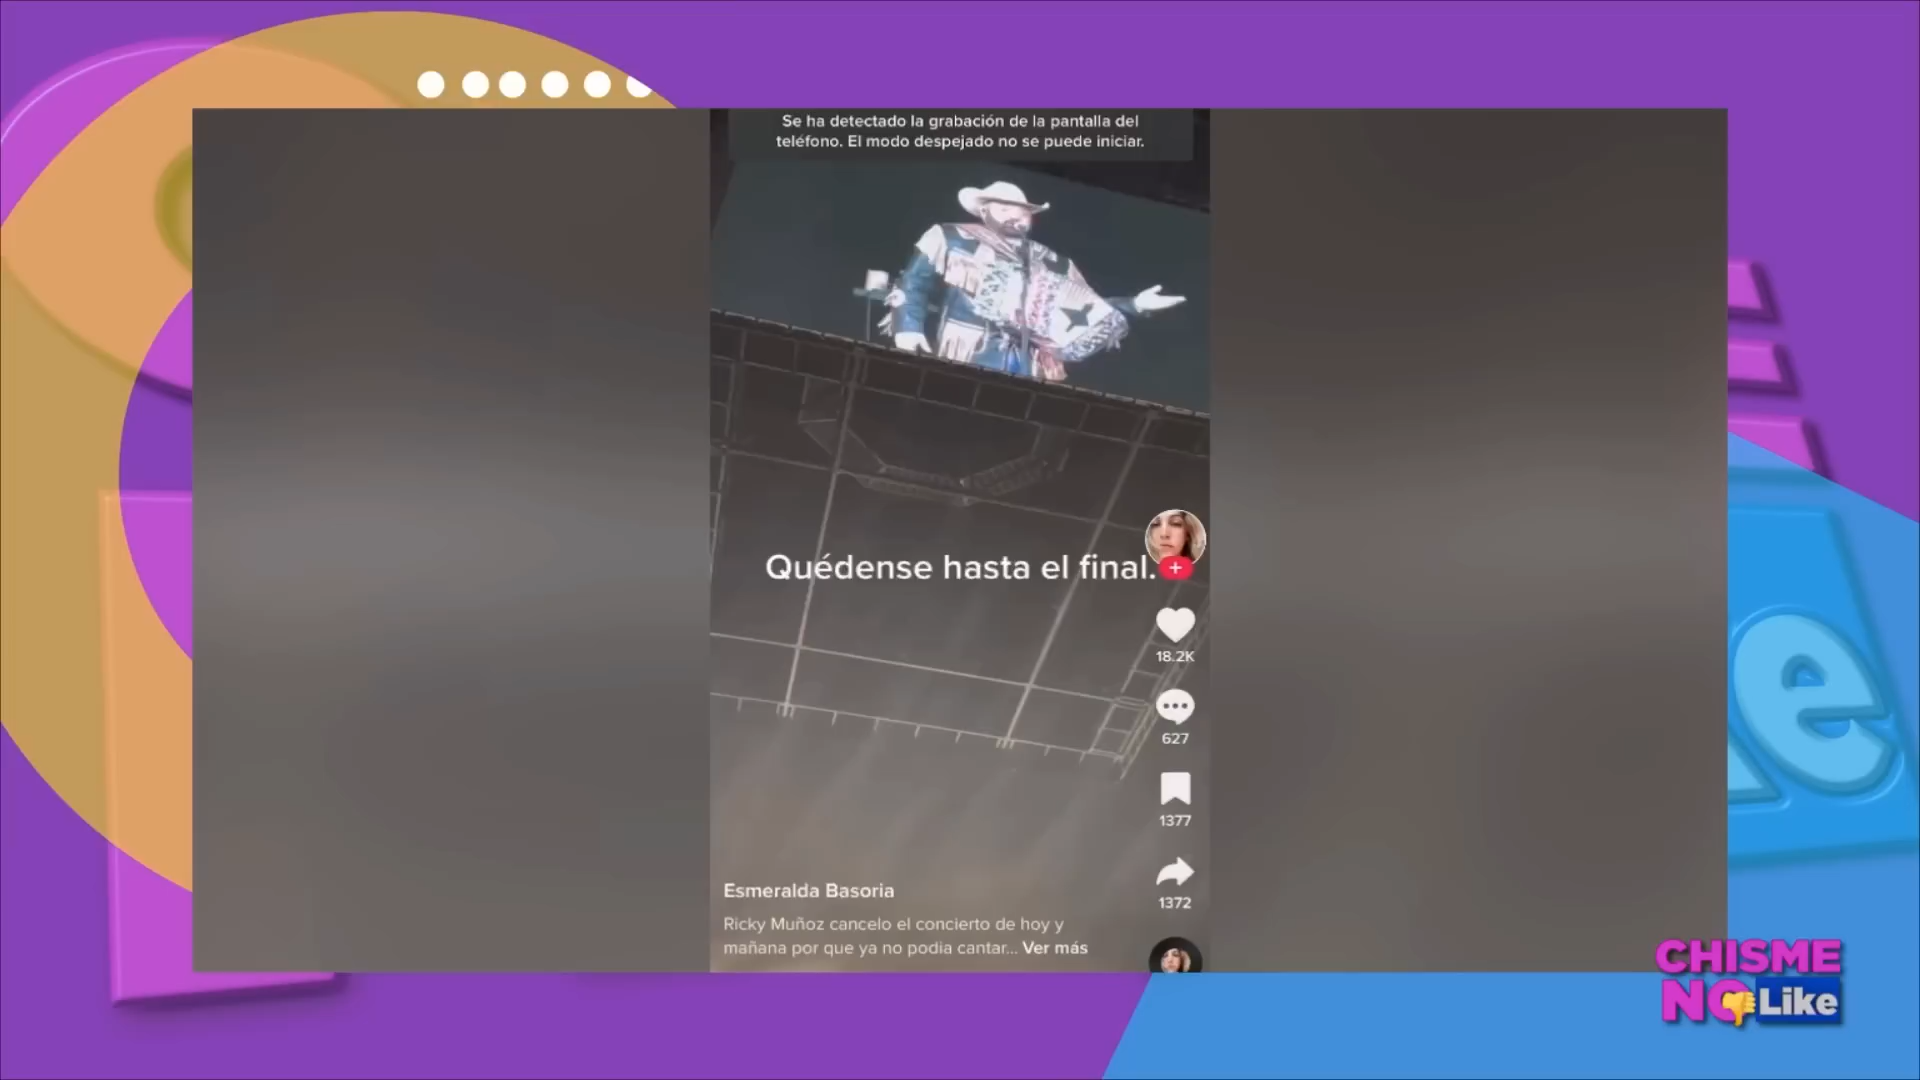 Se ha detectado la grabación de la pantalla del
teléfono. El modo despejado no se puede iniciar.
Quédense hasta el final.
18.2K
627
1377
1372
Esmeralda Basoria
Ricky Muñoz cancelo el concierto de hoy y
mañana por que ya no podia cantar... Ver más
e
CHISME
NO Like